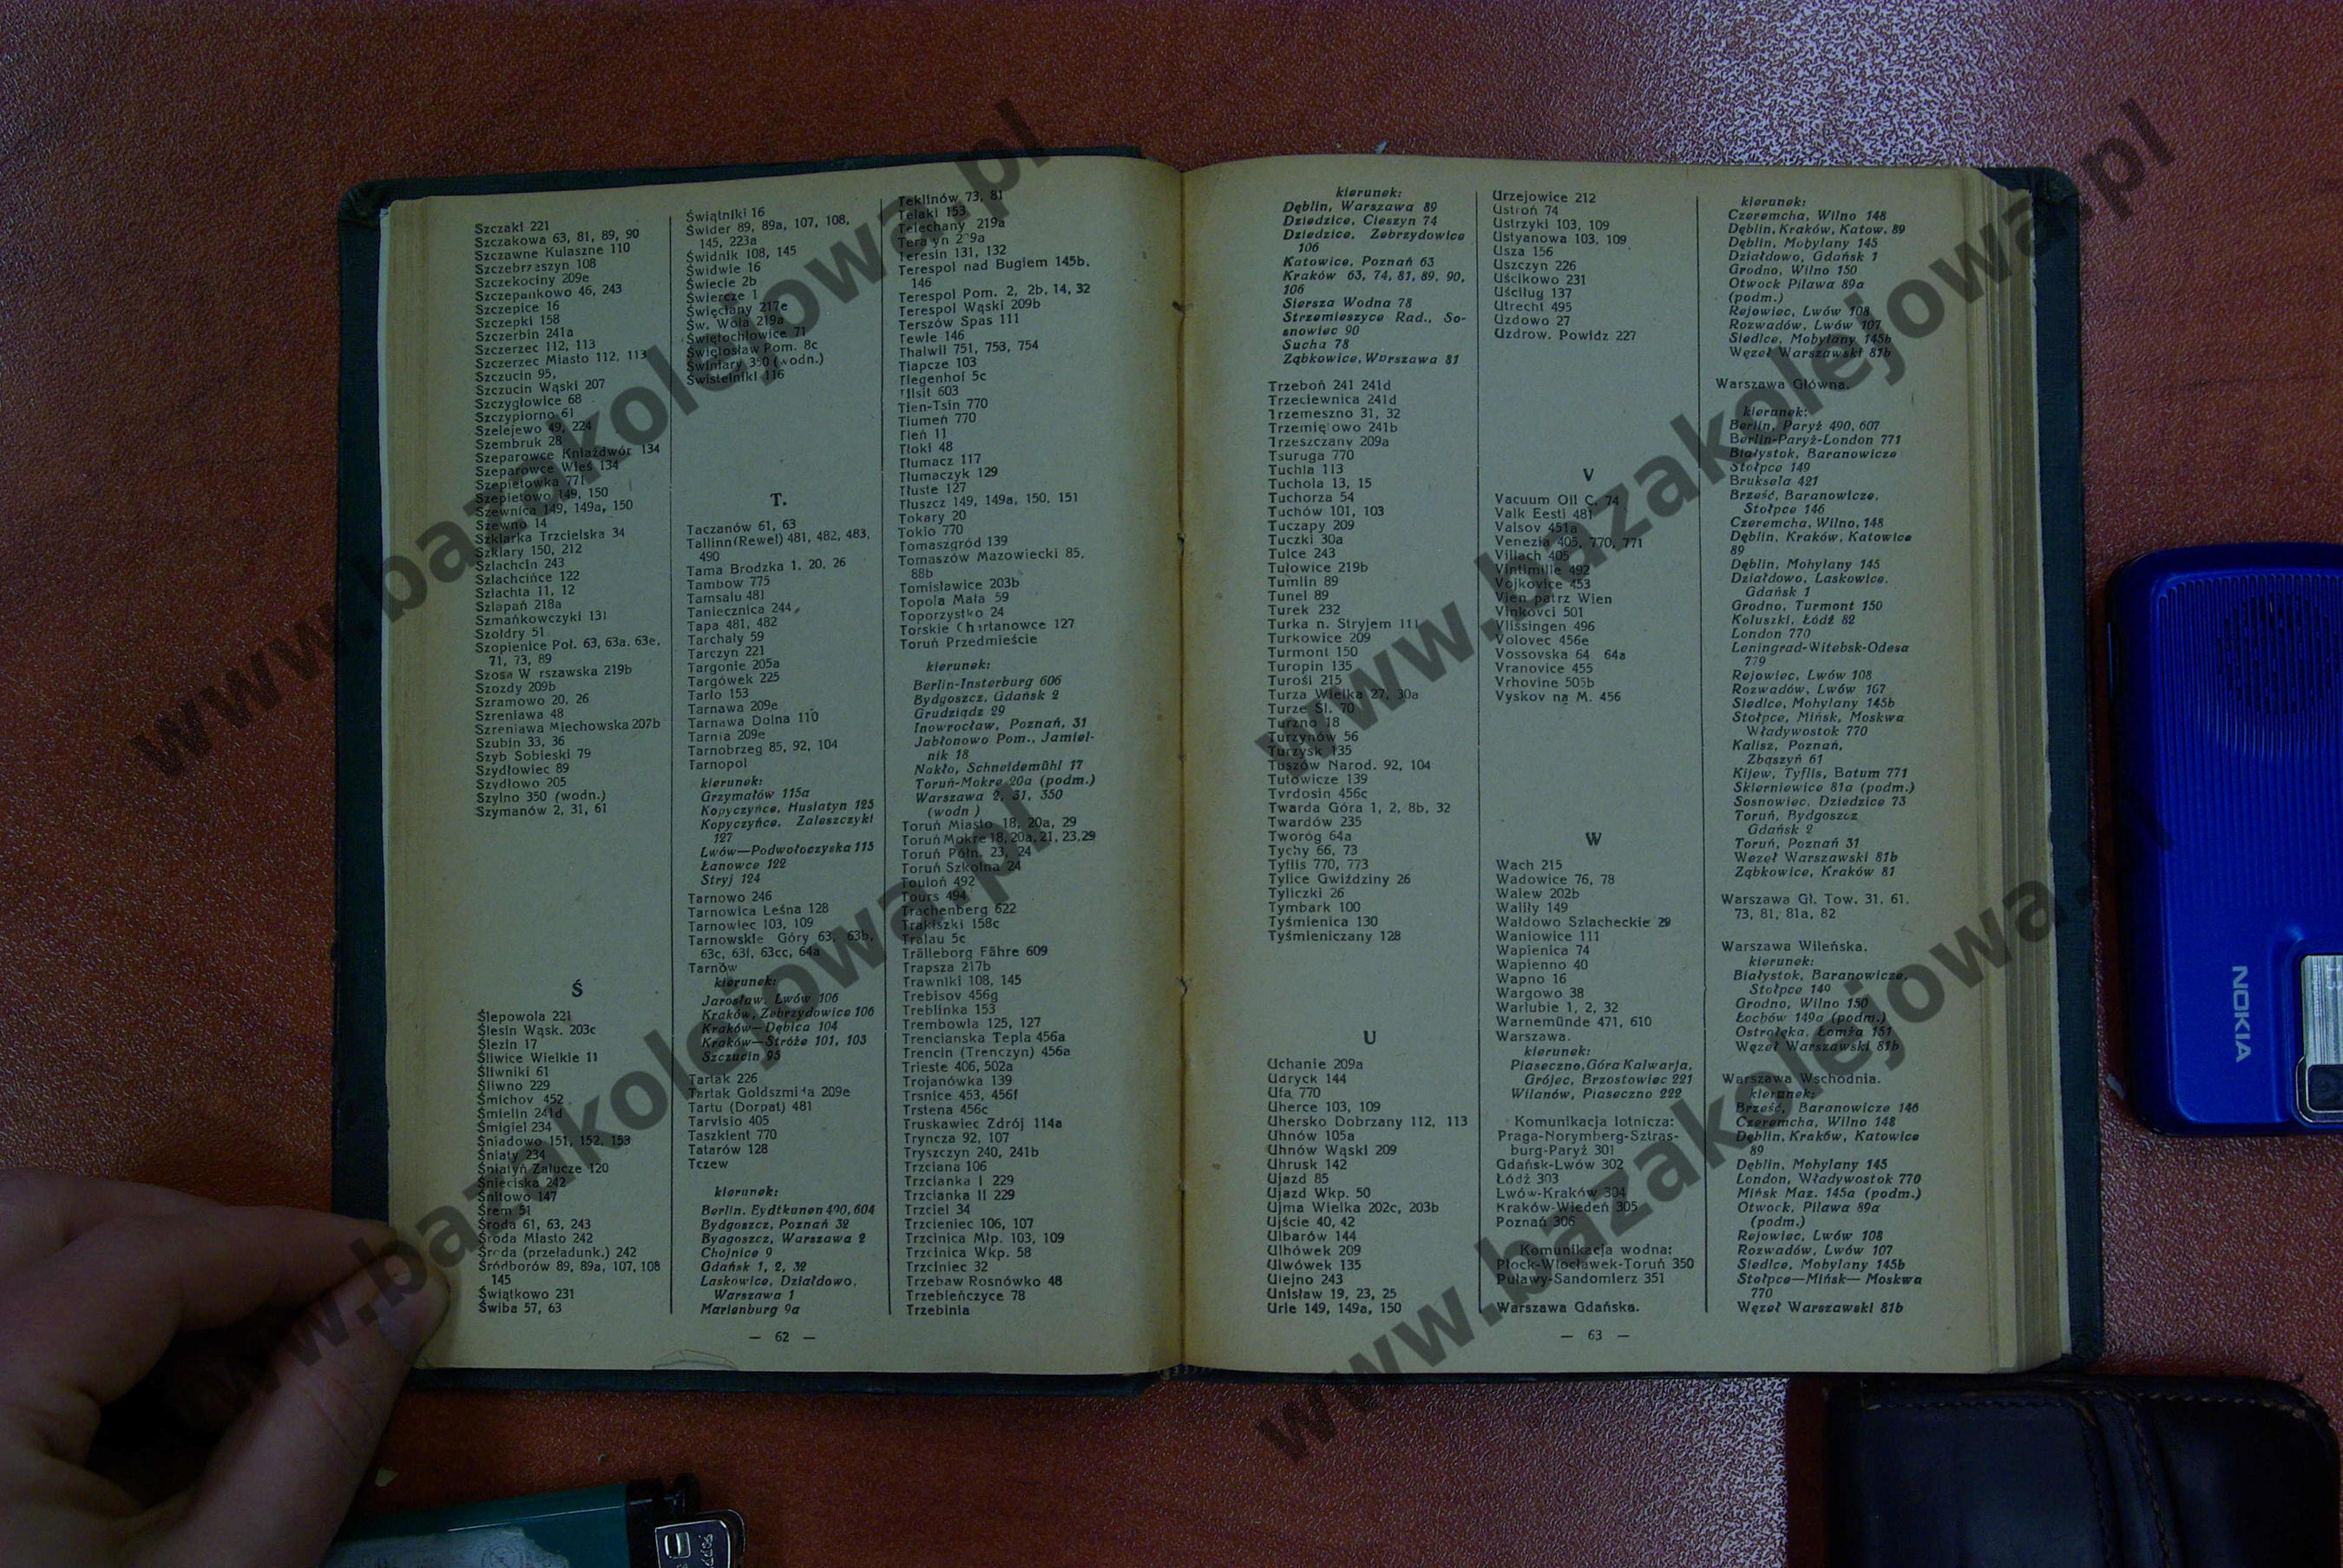 Szczaki 221
Szczakowa 63, 81, 89, 90
Szczawne Kulaszne 110
Szczebrzeszyn 108
Szczekociny 209e
Szczepankowo 46, 243
Szczepice 16
Szczepki 158
Szczerbin 241a
Szczerzec 112, 113
Szczerzec Miasto 112, 113
Szczucin 95,
Szczucin Wąski 207
Szczygłowice 68
Szczypiorno 61
Szelejewo 49, 224
Szembruk 28
Szeparowce Kniaźdwór 134
Szeparowce Wieś 134
Szepietowka 771
Szepietowo 149, 150
Szewnica 149, 149a, 150
Szewno 14
Szklarka Trzcielska 34
Szklary 150, 212
Szlachcin 243
Szlachcińce 122
Szlachta 11, 12
Szlapań 218a
Szmańkowczyki 131
Szołdry 51
Szopienice Poł. 63, 63a, 63e,
71, 73, 89
Szosa W rszawska 219b
Szozdy 209b
Szramowo 20, 26
Szreniawa 48
Szreniawa Miechowska 207b
Szubin 33, 36
Szyb Sobieski 79
Szydłowiec 89
Szydłowo 205
Szylno 350 (wodn.)
Szymanów 2, 31, 61
Ś
Ślepowola 221
Ślesin Wąsk. 203c
Ślezin 17
Śliwice Wielkie 11
Śliwniki 61
Śliwno 229
Śmichov 452
Śmielin 241d
Śmigiel 234
Śniadowo 151, 152, 153
Śniaty 234
Śniatyń Załucze 120
Śnieciska 242
Śnitowo 147
Śrem 51
Środa 61, 63, 243
Środa Miasto 242
Środa (przeładunk.) 242
Śródborów 89, 89a, 107, 108
145
Świątkowo 231
Świba 57, 63
Świątniki 16
Świder 89, 89a, 107, 108,
145, 223a
Świdnik 108, 145
Świdwie 16
Świecie 2b
Świercze 1
Święciany 217e
Św. Wola 219a
Świętochłowice 71
Świętosław Pom. 8c
Świniary 350 (wodn.)
Świstelniki 116
T.
Taczanów 61, 63
Tallinn (Rewel) 481, 482, 483,
490
Tama Brodzka 1, 20, 26
Tambow 775
Tamsalu 481
Taniecznica 244
Tapa 481, 482
Tarchały 59
Tarczyn 221
Targonie 205a
Targówek 225
Tarło 153
Tarnawa 209e
Tarnawa Dolna 110
Tarnia 209e
Tarnobrzeg 85, 92, 104
Tarnopol
kierunek:
Grzymałów 115a
Kopyczyńce, Husiatyn 125
Kopyczyńce, Zaleszczyki
127
Lwów—Podwołoczyska 115
Łanowce 122
Stryj 124
Tarnowo 246
Tarnowica Leśna 128
Tarnowiec 103, 109
Tarnowskie Góry 63, 63b,
63c, 63f, 63cc, 64a
Tarnów
kierunek:
Jarosław, Lwów 106
Kraków, Zebrzydowice 106
Kraków—Dębica 104
Kraków—Stróże 101, 103
Szczucin 95
Tartak 226
Tartak Goldszmi ta 209e
Tartu (Dorpat) 481
Tarvisio 405
Taszkient 770
Tatarów 128
Tczew
kierunek:
Berlin, Eydtkunen 490, 604
Bydgoszcz, Poznań 32
Bydgoszcz, Warszawa 2
Chojnice 9
Gdańsk 1, 2, 32
Laskowice, Działdowo,
Warszawa 1
Marienburg 9a
— 62 —
Teklinów 73, 81
Telaki 153
Telechany 219a
Teresin 131, 132
Terespol nad Bugiem 145b,
146
Terespol Pom. 2, 2b, 14, 32
Terespol Wąski 209b
Terszów Spas 111
Tewle 146
Thalwil 751, 753, 754
Tiapcze 103
Tiegenhof 5c
Tilsit 603
Tien-Tsin 770
Tiumeń 770
Tleń 11
Tłoki 48
Tłumacz 117
Tłumaczyk 129
Tłuste 127
Tłuszcz 149, 149a, 150, 151
Tokary 20
Tokio 770
Tomaszgród 139
Tomaszów Mazowiecki 85,
88b
Tomisławice 203b
Topola Mała 59
Toporzystko 24
Torskie Chartanowce 127
Toruń Przedmieście
kierunek:
Berlin-Insterburg 606
Bydgoszcz, Gdańsk 2
Grudziądz 29
Inowrocław, Poznań, 31
Jabłonowo Pom., Jamiel-
nik 18
Nakło, Schneidemühl 17
Toruń-Mokre 20a (podm.)
Warszawa 2, 31, 350
(wodn)
Toruń Miasto 18, 20a, 29
Toruń Mokre 18, 20a, 21, 23, 29
Toruń Półn. 23, 24
Toruń Szkolna 24
Touloń 492
Tours 494
Trachenberg 622
Trakiszki 158c
Tralau 5c
Trälleborg Fähre 609
Trapsza 217b
Trawniki 108, 145
Trebisov 456g
Treblinka 153
Trembowla 125, 127
Trencianska Tepla 456a
Trencin (Trenczyn) 456a
Trieste 406, 502a
Trojanówka 139
Trsnice 453, 456f
Trstena 456c
Truskawiec Zdrój 114a
Tryncza 92, 107
Tryszczyn 240, 241b
Trzciana 106
Trzcianka I 229
Trzcianka II 229
Trzciel 34
Trzcieniec 106, 107
Trzcinica Młp. 103, 109
Trzcinica Wkp. 58
Trzciniec 32
Trzebaw Rosnówko 48
Trzebieńczyce 78
Trzebinia
kierunek:
Dęblin, Warszawa 89
Dziedzice, Cieszyn 74
Dziedzice, Zebrzydowice
106
Katowice, Poznań 63
Kraków 63, 74, 81, 89, 90,
106
Siersza Wodna 78
Strzemieszyce Rad., So-
snowiec 90
Sucha 78
Ząbkowice, Warszawa 81
Trzeboń 241 241d
Trzeciewnica 241d
Trzemeszno 31, 32
Trzemiętowo 241b
Trzeszczany 209a
Tsuruga 770
Tuchla 113
Tuchola 13, 15
Tuchorza 54
Tuchów 101, 103
Tuczapy 209
Tuczki 30a
Tulce 243
Tułowice 219b
Tumlin 89
Tunel 89
Turek 232
Turka n. Stryjem 111
Turkowice 209
Turmont 150
Turopin 135
Turośl 215
Turza Wielka 27, 30a
Turze Śl. 70
Turzno 18
Turzynów 56
Turzysk 135
Tuszów Narod. 92, 104
Tutowicze 139
Tvrdosin 456c
Twarda Góra 1, 2, 8b, 32
Twardów 235
Tworóg 64a
Tychy 66, 73
Tyflis 770, 773
Tylice Gwiździny 26
Tyliczki 26
Tymbark 100
Tyśmienica 130
Tyśmieniczany 128
U
Uchanie 209a
Udryck 144
Ufa 770
Uherce 103, 109
Uhersko Dobrzany 112, 113
Uhnów 105a
Uhnów Wąski 209
Uhrusk 142
Ujazd 85
Ujazd Wkp. 50
Ujma Wielka 202c, 203b
Ujście 40, 42
Ulbarów 144
Ulhówek 209
Ulwówek 135
Ulejno 243
Unisław 19, 23, 25
Urle 149, 149a, 150
Urzejowice 212
Ustroń 74
Ustrzyki 103, 109
Ustyanowa 103, 109
Usza 156
Uszczyn 226
Uścikowo 231
Uściług 137
Utrecht 495
Uzdowo 27
Uzdrow. Powidz 227
V
Vacuum Oil C. 74
Valk Eesti 481
Valsov 451a
Venezia 405, 770, 771
Villach 405
Vintimille 492
Vojkovice 453
Vien patrz Wien
Vinkovci 501
Vlissingen 496
Volovec 456e
Vossovska 64 64a
Vranovice 455
Vrhovine 505b
Vyskov na M. 456
W
Wach 215
Wadowice 76, 78
Walew 202b
Waliły 149
Wałdowo Szlacheckie 29
Waniowice 111
Wapienica 74
Wapienno 40
Wapno 16
Wargowo 38
Warlubie 1, 2, 32
Warnemünde 471, 610
Warszawa.
kierunek:
Piaseczno, Góra Kalwarja,
Grójec, Brzostowiec 221
Wilanów, Piaseczno 222
Komunikacja lotnicza:
Praga-Norymberg-Sztras-
burg-Paryż 301
Gdańsk-Lwów 302
Łódź 303
Lwów-Kraków 304
Kraków-Wiedeń 305
Poznań 306
Komunikacja wodna:
Płock-Włocławek-Toruń 350
Puławy-Sandomierz 351
Warszawa Gdańska.
— 63 —
kierunek:
Czeremcha, Wilno 148
Dęblin, Kraków, Katow. 89
Dęblin, Mohylany 145
Działdowo, Gdańsk 1
Grodno, Wilno 150
Otwock Pilawa 89a
(podm.)
Rejowiec, Lwów 108
Rozwadów, Lwów 107
Siedlce, Mohylany 145b
Węzeł Warszawski 81b
Warszawa Główna.
kierunek:
Berlin, Paryż 490, 607
Berlin-Paryż-London 771
Białystok, Baranowicze
Stołpce 149
Bruksela 421
Brześć, Baranowicze,
Stołpce 146
Czeremcha, Wilno, 148
Dęblin, Kraków, Katowice
89
Dęblin, Mohylany 145
Działdowo, Laskowice,
Gdańsk 1
Grodno, Turmont 150
Koluszki, Łódź 82
London 770
Leningrad-Witebsk-Odesa
779
Rejowiec, Lwów 108
Rozwadów, Lwów 107
Siedlce, Mohylany 145b
Stołpce, Mińsk, Moskwa
Władywostok 770
Kalisz, Poznań,
Zbąszyń 61
Kijew, Tyflis, Batum 771
Skierniewice 81a (podm.)
Sosnowiec, Dziedzice 73
Toruń, Bydgoszcz
Gdańsk 2
Toruń, Poznań 31
Węzeł Warszawski 81b
Ząbkowice, Kraków 81
Warszawa Gł. Tow. 31, 61,
73, 81, 81a, 82
Warszawa Wileńska.
kierunek:
Białystok, Baranowicze,
Stołpce 149
Grodno, Wilno 150
Łochów 149a (podm.)
Ostrołęka, Łomża 151
Węzeł Warszawski 81b
Warszawa Wschodnia.
kierunek:
Brześć, Baranowicze 146
Czeremcha, Wilno 148
Dęblin, Kraków, Katowice
89
Dęblin, Mohylany 145
London, Władywostok 770
Mińsk Maz. 145a (podm.)
Otwock, Pilawa 89a
(podm.)
Rejowiec, Lwów 108
Rozwadów, Lwów 107
Siedlce, Mohylany 145b
Stołpce—Mińsk— Moskwa
770
Węzeł Warszawski 81b
NOKIA
www.bazakolejowa.pl
www.bazakolejowa.pl
www.bazakolejowa.pl
www.bazakolejowa.pl